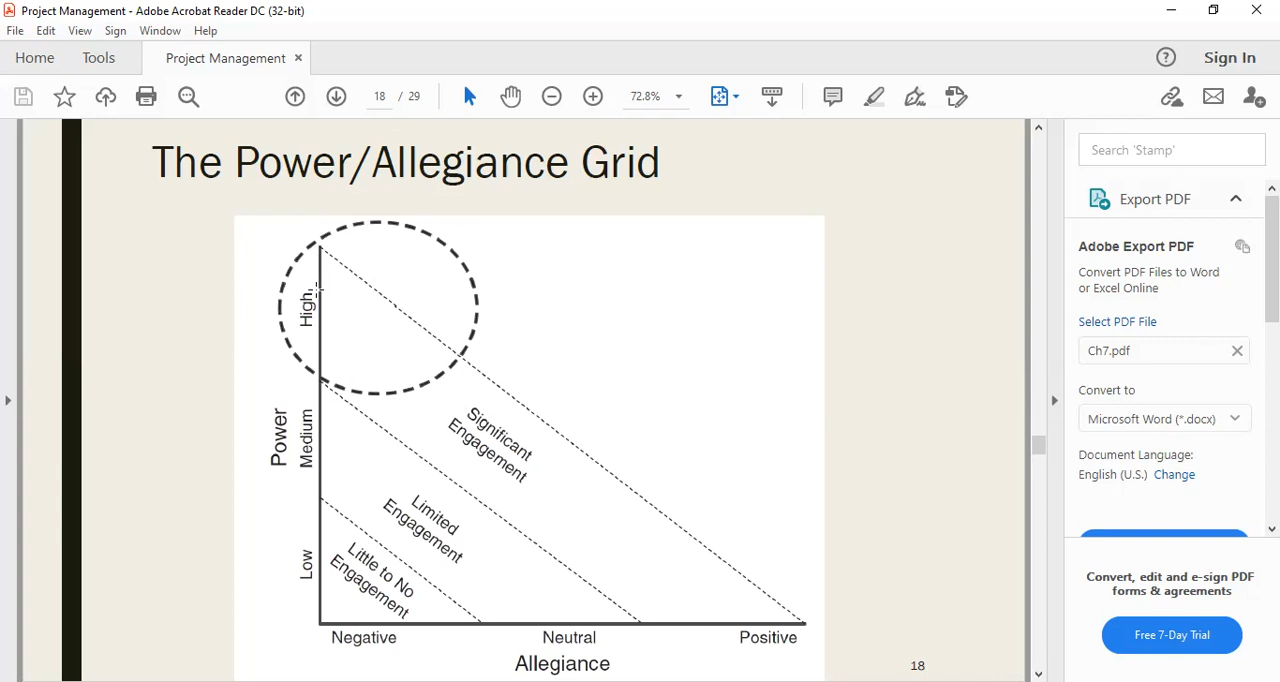 Project Management - Adobe Acrobat Reader DC (32-bit)
File Edit View Sign Window Help
Home Tools Project Management × Sign In
18 / 29 72.8%
The Power/Allegiance Grid
High
Medium
Low
Power
Significant
Engagement
Limited
Engagement
Little to No
Engagement
Negative Neutral Positive
Allegiance
18
Search 'Stamp'
Export PDF
Adobe Export PDF
Convert PDF Files to Word
or Excel Online
Select PDF File
Ch7.pdf
Convert to
Microsoft Word (*.docx)
Document Language:
English (U.S.) Change
Convert, edit and e-sign PDF
forms & agreements
Free 7-Day Trial